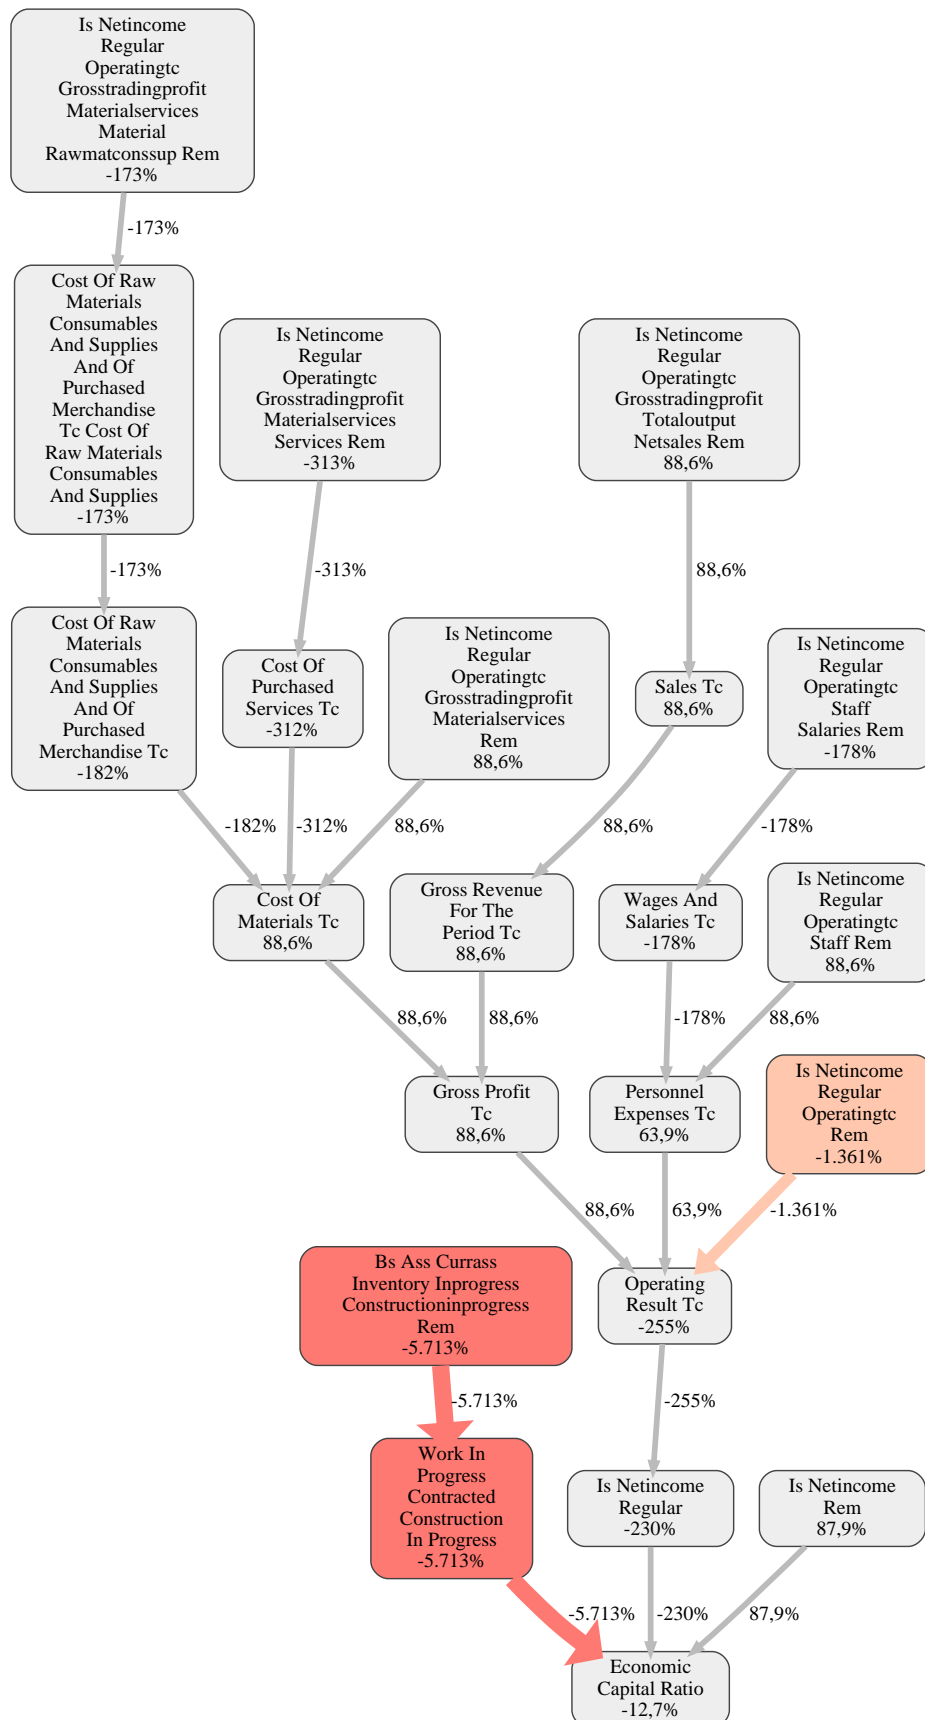 Is Netincome
Regular
Operatingtc
Grosstradingprofit
Materialservices
Material
Rawmatconssup Rem
-173%
-173%
Cost Of Raw
Materials
Consumables
And Supplies
And Of
Purchased
Merchandise
Tc Cost Of
Raw Materials
Consumables
And Supplies
-173%
Is Netincome
Regular
Operatingtc
Grosstradingprofit
Materialservices
Services Rem
-313%
Is Netincome
Regular
Operatingtc
Grosstradingprofit
Totaloutput
Netsales Rem
88,6%
-173%
-313%
88,6%
Cost Of Raw
Materials
Consumables
And Supplies
And Of
Purchased
Merchandise Tc
-182%
Cost Of
Purchased
Services Tc
-312%
Is Netincome
Regular
Operatingtc
Grosstradingprofit
Materialservices
Rem
88,6%
Sales Tc
88,6%
Is Netincome
Regular
Operatingtc
Staff
Salaries Rem
-178%
-182%
-312%
88,6%
88,6%
-178%
Cost Of
Materials Tc
88,6%
Gross Revenue
For The
Period Tc
88,6%
Wages And
Salaries Tc
-178%
Is Netincome
Regular
Operatingtc
Staff Rem
88,6%
88,6%
88,6%
-178%
88,6%
Gross Profit
Tc
88,6%
Personnel
Expenses Tc
63,9%
Is Netincome
Regular
Operatingtc
Rem
-1.361%
88,6%
63,9%
-1.361%
Bs Ass Currass
Inventory Inprogress
Constructioninprogress
Rem
-5.713%
Operating
Result Tc
-255%
-5.713%
-255%
Work In
Progress
Contracted
Construction
In Progress
-5.713%
Is Netincome
Regular
-230%
Is Netincome
Rem
87,9%
-5.713%
-230%
87,9%
Economic
Capital Ratio
-12,7%